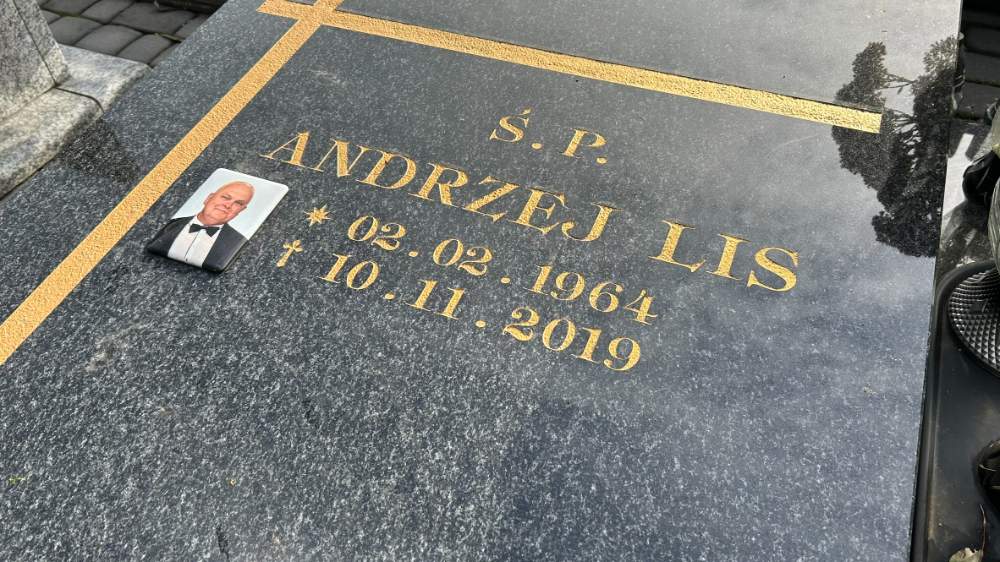 Ś. P.
ANDRZEJ LIS
02.02.1964
10.11.2019